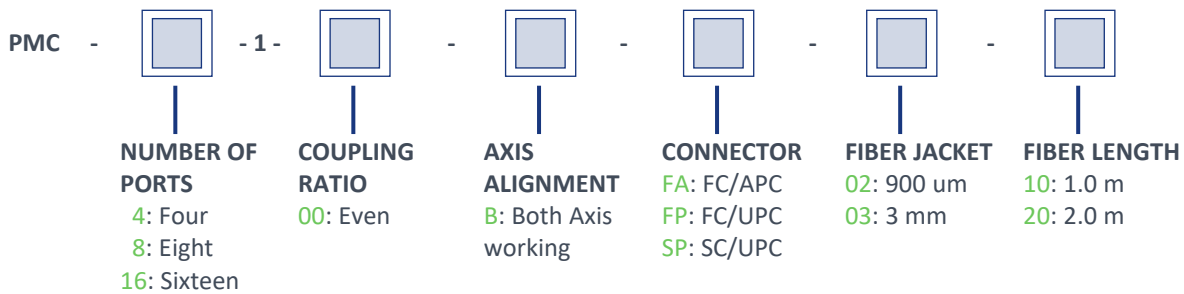 PMC - - 1 - - - - -
NUMBER OF PORTS
4: Four
8: Eight
16: Sixteen
COUPLING RATIO
00: Even
AXIS ALIGNMENT
B: Both Axis working
CONNECTOR
FA: FC/APC
FP: FC/UPC
SP: SC/UPC
FIBER JACKET
02: 900 um
03: 3 mm
FIBER LENGTH
10: 1.0 m
20: 2.0 m